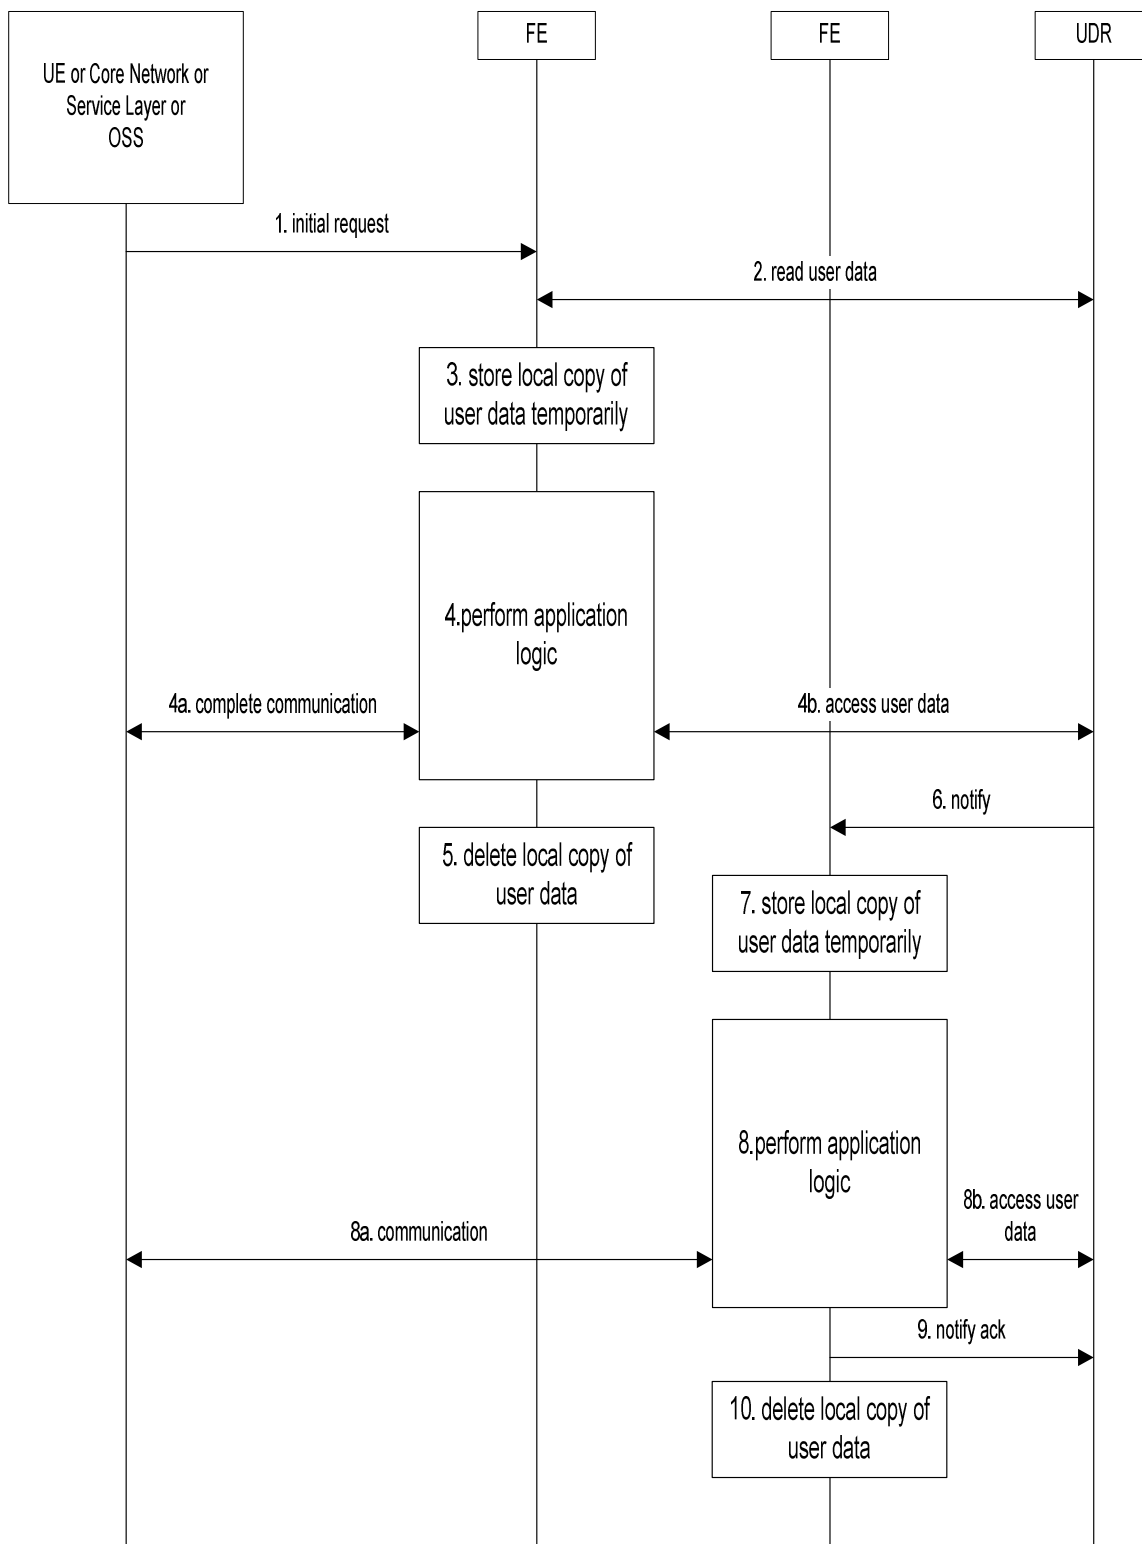 UE or Core Network or
Service Layer or
OSS
FE
FE
UDR
1. initial request
2. read user data
3. store local copy of
user data temporarily
4.perform application
logic
4a. complete communication
4b. access user data
6. notify
5. delete local copy of
user data
7. store local copy of
user data temporarily
8.perform application
logic
8b. access user
data
8a. communication
9. notify ack
10. delete local copy of
user data